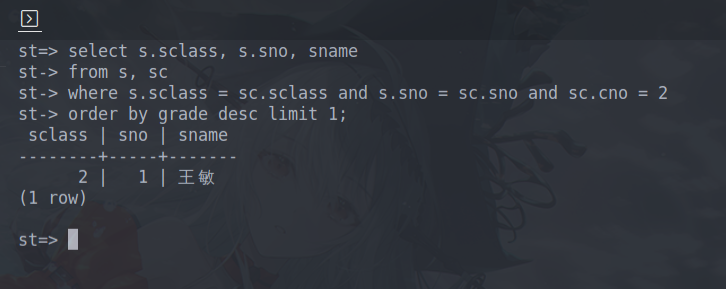 st=> select s.sclass, s.sno, sname
st-> from s, sc
st-> where s.sclass = sc.sclass and s.sno = sc.sno and sc.cno = 2
st-> order by grade desc limit 1;
 sclass | sno | sname
--------+-----+-------
      2 |   1 | 王敏
(1 row)
st=>